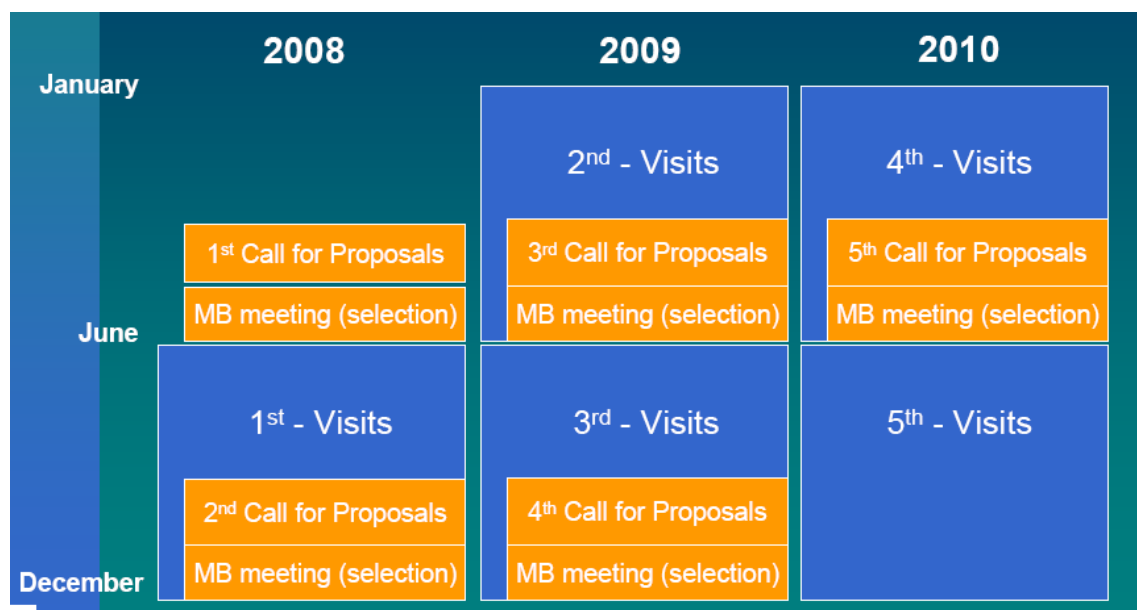 2008 2009 2010
January
2nd - Visits 4th - Visits
1st Call for Proposals 3rd Call for Proposals 5th Call for Proposals
MB meeting (selection) MB meeting (selection) MB meeting (selection)
June
1st - Visits 3rd - Visits 5th - Visits
2nd Call for Proposals 4th Call for Proposals
MB meeting (selection) MB meeting (selection)
December